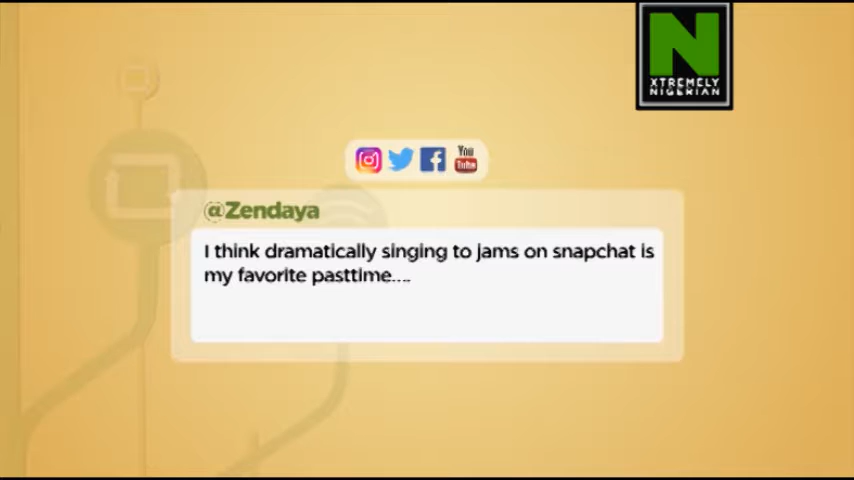 N
XTREMELY
NIGERIAN
You
Tube
@Zendaya
I think dramatically singing to jams on snapchat is
my favorite pasttime....